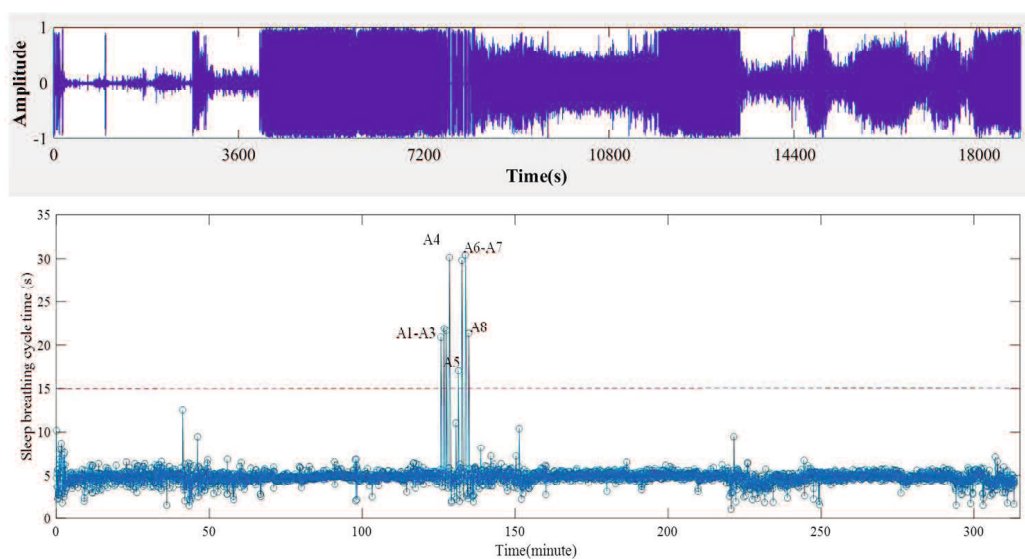 Amplitude
1
0
-1
0 3600 7200 10800 14400 18000
Time(s)
Sleep breathing cycle time (s)
35
30
25
20
15
10
5
0
A4
A6-A7
A1-A3
A8
A5
0 50 100 150 200 250 300
Time(minute)